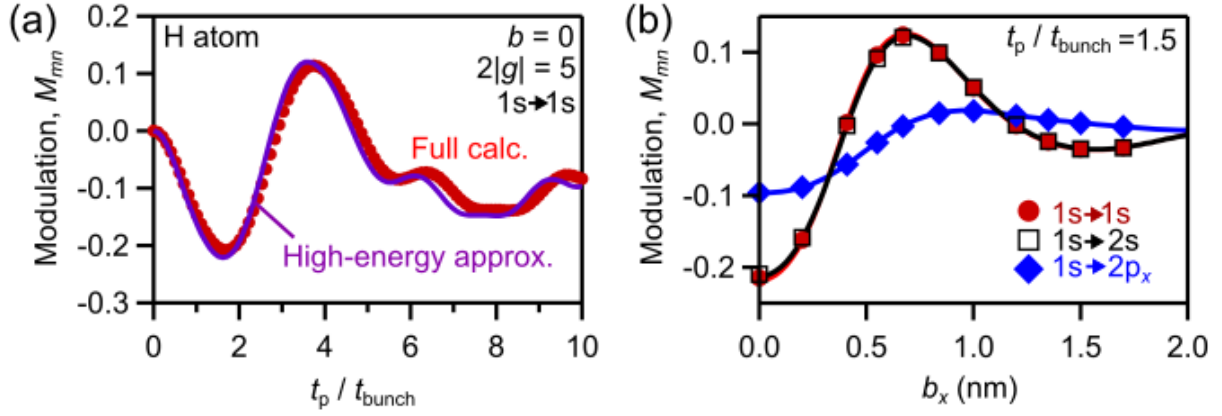 (a)
H atom
b = 0
2|g| = 5
1s→1s
Full calc.
High-energy approx.
Modulation, Mmn
0.2
0.1
0.0
-0.1
-0.2
-0.3
0 2 4 6 8 10
tp / tbunch
(b)
tp / tbunch =1.5
1s→1s
1s→2s
1s→2px
Modulation, Mmn
0.1
0.0
-0.1
-0.2
0.0 0.5 1.0 1.5 2.0
bx (nm)